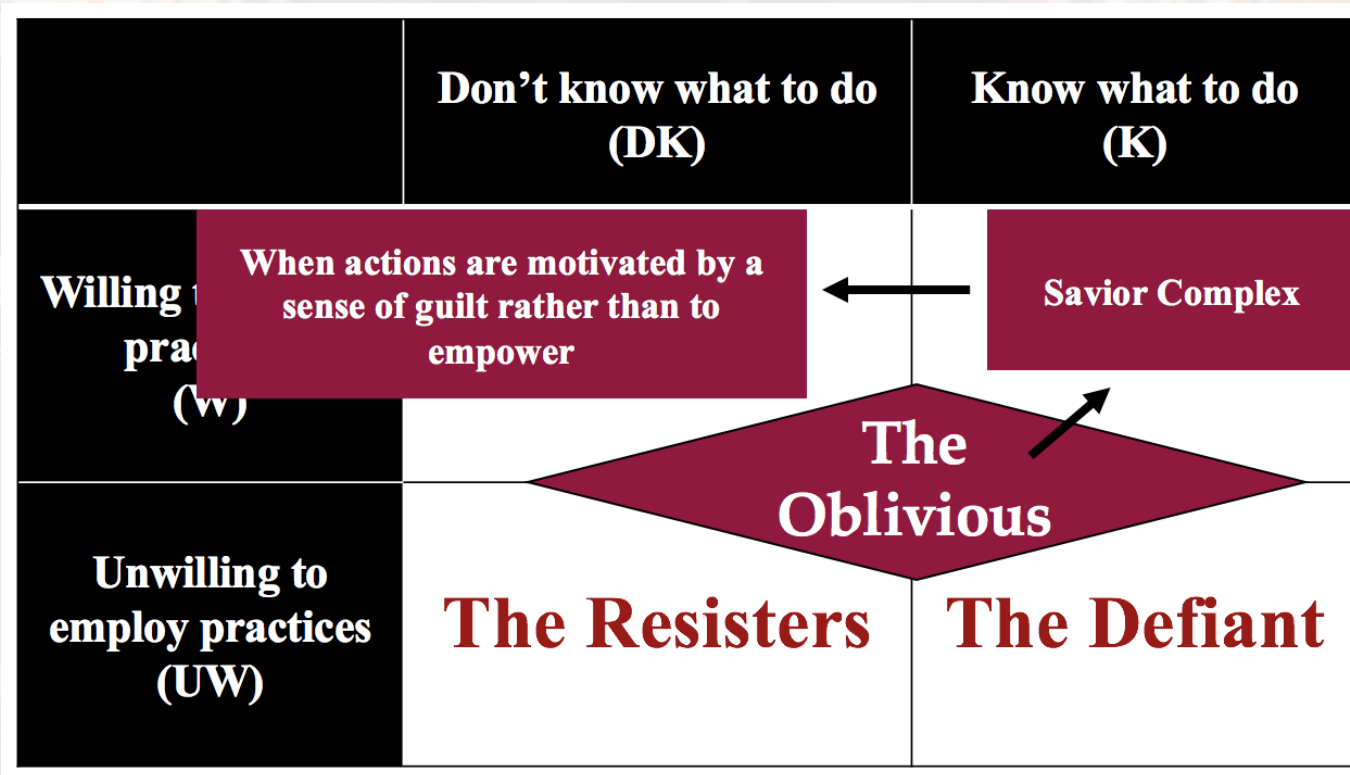 Don’t know what to do
(DK)
Know what to do
(K)
Willing
(W)
When actions are motivated by a
sense of guilt rather than to
empower
Savior Complex
The
Oblivious
Unwilling to
employ practices
(UW)
The Resisters
The Defiant